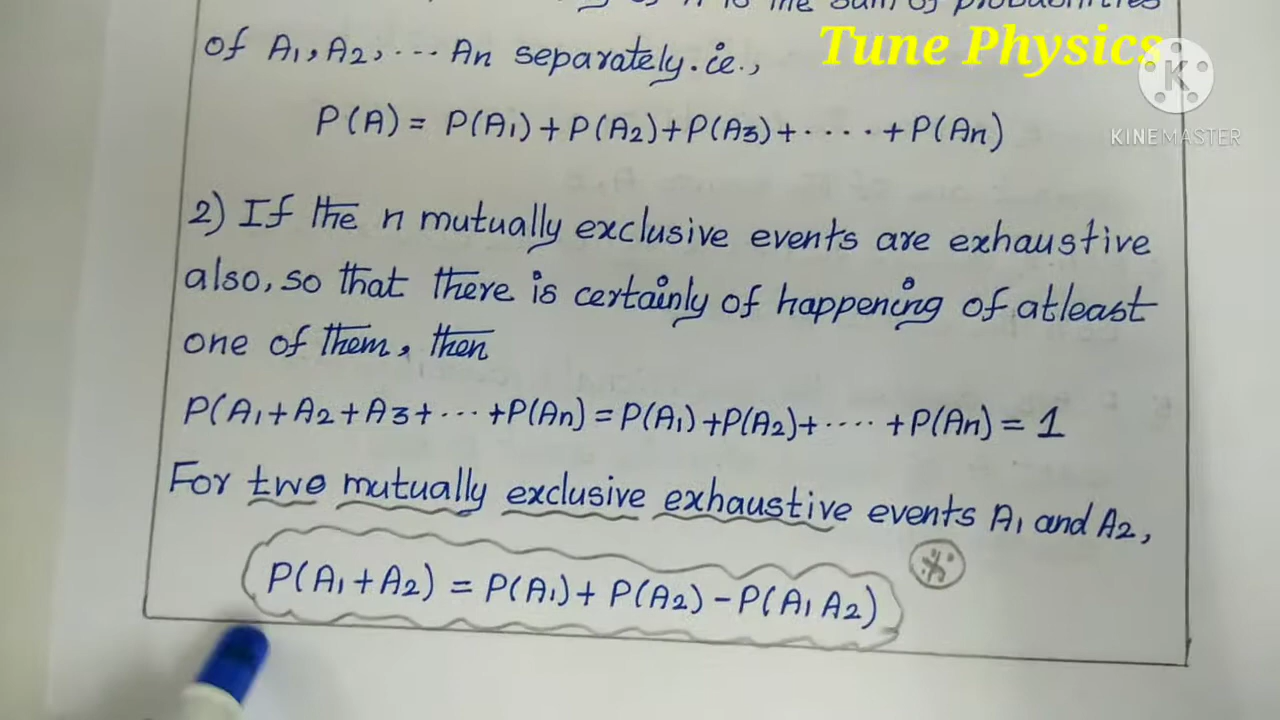 of A1, A2, ... An separately. i.e.,
Tune Physics
K
KINEMASTER
P(A) = P(A1) + P(A2) + P(A3) + ..... + P(An)
2) If the n mutually exclusive events are exhaustive
also, so that there is certainly of happening of atleast
one of them, then
P(A1 + A2 + A3 + ... + P(An) = P(A1) + P(A2) + .... + P(An) = 1
For two mutually exclusive exhaustive events A1 and A2,
P(A1 + A2) = P(A1) + P(A2) - P(A1 A2)